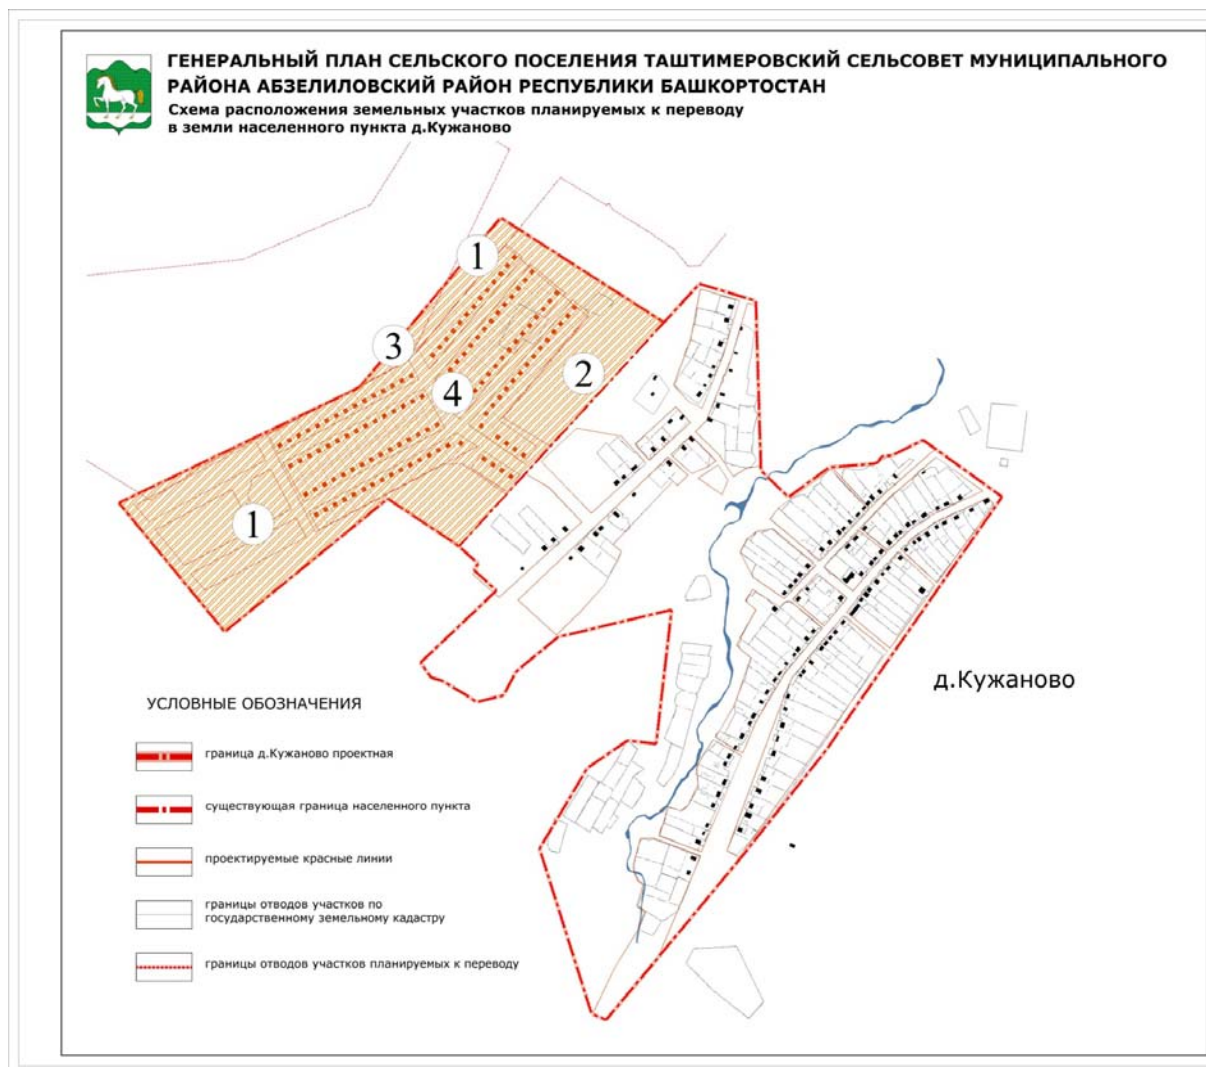 ГЕНЕРАЛЬНЫЙ ПЛАН СЕЛЬСКОГО ПОСЕЛЕНИЯ ТАШТИМЕРОВСКИЙ СЕЛЬСОВЕТ МУНИЦИПАЛЬНОГО
РАЙОНА АБЗЕЛИЛОВСКИЙ РАЙОН РЕСПУБЛИКИ БАШКОРТОСТАН
Схема расположения земельных участков планируемых к переводу
в земли населенного пункта д.Кужаново
1
3
2
4
1
д.Кужаново
УСЛОВНЫЕ ОБОЗНАЧЕНИЯ
граница д.Кужаново проектная
существующая граница населенного пункта
проектируемые красные линии
границы отводов участков по
государственному земельному кадастру
границы отводов участков планируемых к переводу